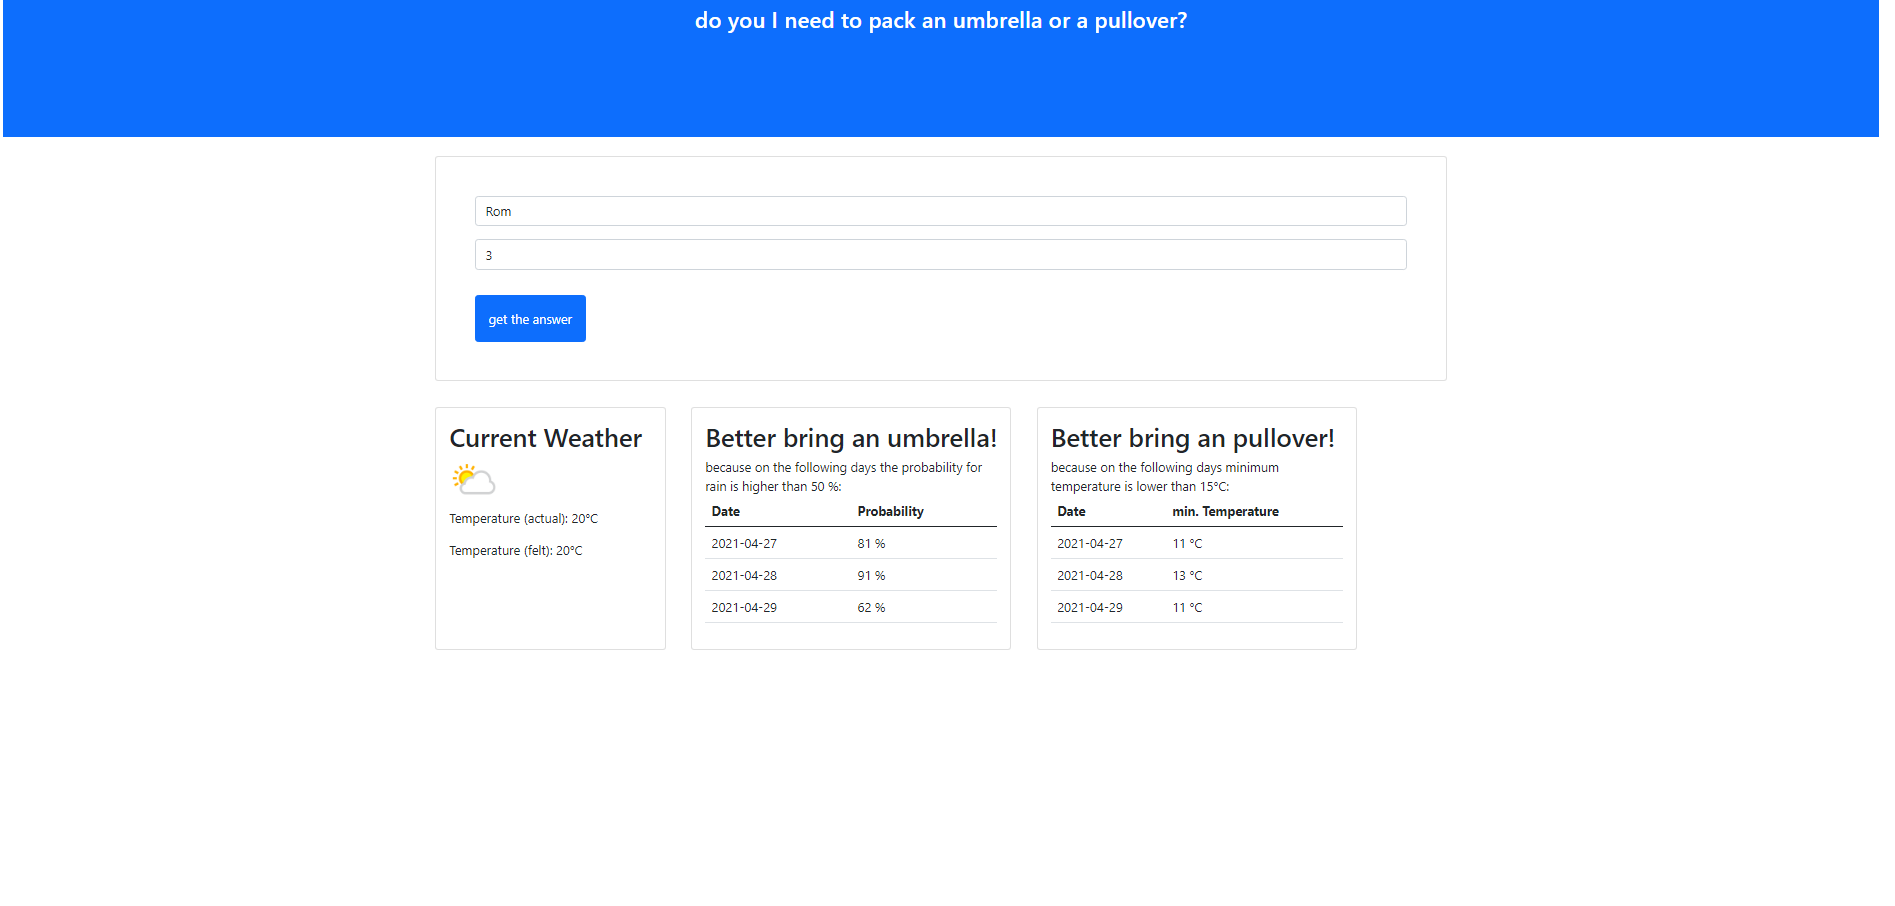 do you I need to pack an umbrella or a pullover?
Rom
3
get the answer
Current Weather
Temperature (actual): 20°C
Temperature (felt): 20°C
Better bring an umbrella!
because on the following days the probability for
rain is higher than 50 %:
Date Probability
2021-04-27 81 %
2021-04-28 91 %
2021-04-29 62 %
Better bring an pullover!
because on the following days minimum
temperature is lower than 15°C:
Date min. Temperature
2021-04-27 11 °C
2021-04-28 13 °C
2021-04-29 11 °C